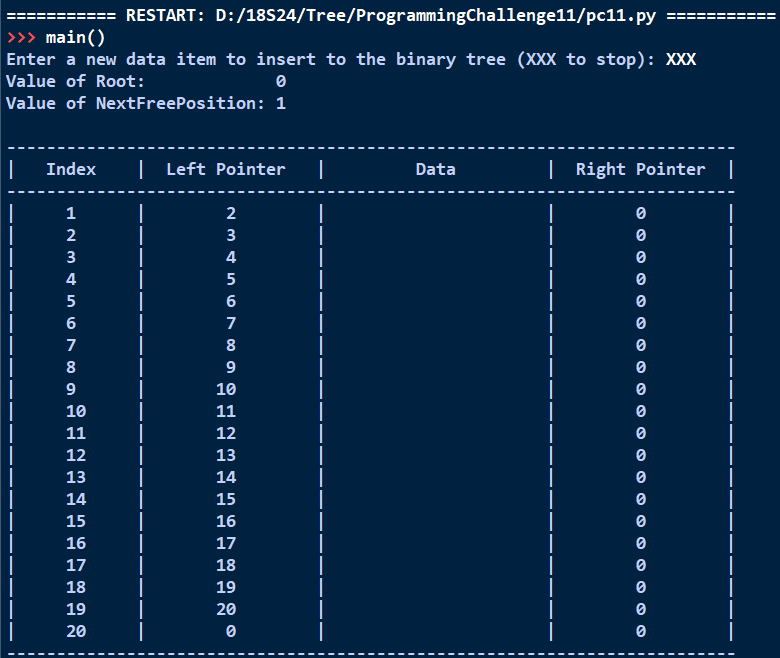 =========== RESTART: D:/18S24/Tree/ProgrammingChallenge11/pc11.py ===========
>>> main()
Enter a new data item to insert to the binary tree (XXX to stop): XXX
Value of Root:             0
Value of NextFreePosition: 1
-------------------------------------------------------------------------
|   Index    |  Left Pointer   |         Data         |  Right Pointer  |
-------------------------------------------------------------------------
|     1      |        2        |                      |        0        |
|     2      |        3        |                      |        0        |
|     3      |        4        |                      |        0        |
|     4      |        5        |                      |        0        |
|     5      |        6        |                      |        0        |
|     6      |        7        |                      |        0        |
|     7      |        8        |                      |        0        |
|     8      |        9        |                      |        0        |
|     9      |       10        |                      |        0        |
|     10     |       11        |                      |        0        |
|     11     |       12        |                      |        0        |
|     12     |       13        |                      |        0        |
|     13     |       14        |                      |        0        |
|     14     |       15        |                      |        0        |
|     15     |       16        |                      |        0        |
|     16     |       17        |                      |        0        |
|     17     |       18        |                      |        0        |
|     18     |       19        |                      |        0        |
|     19     |       20        |                      |        0        |
|     20     |        0        |                      |        0        |
-------------------------------------------------------------------------